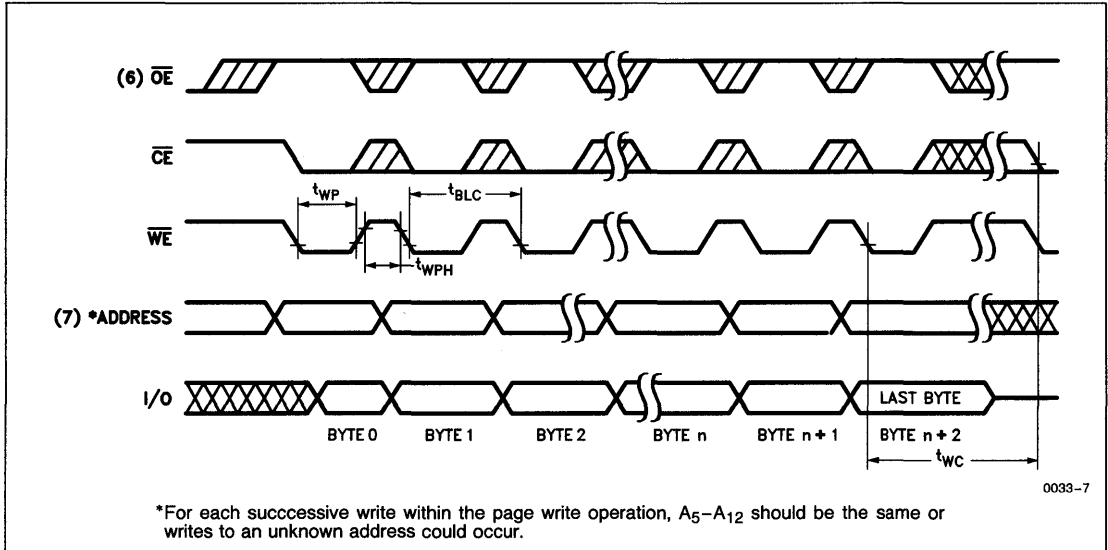 (6) OE
CE
tWP
tBLC
WE
tWPH
(7) *ADDRESS
I/O
LAST BYTE
BYTE 0 BYTE 1 BYTE 2 BYTE n BYTE n + 1 BYTE n + 2
tWC
0033–7
*For each succcessive write within the page write operation, A5–A12 should be the same or
writes to an unknown address could occur.